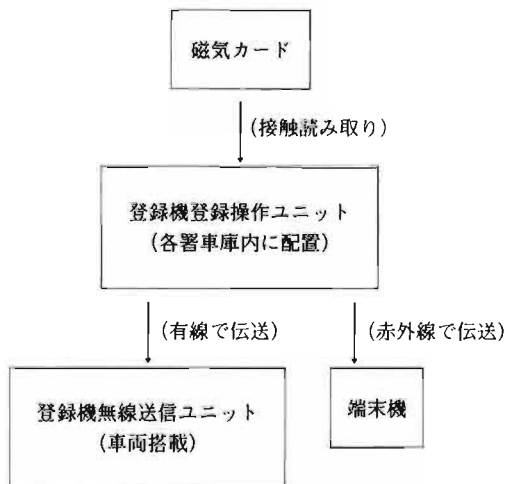 磁気カード
(接触読み取り)
登録機登録操作ユニット
(各署車庫内に配置)
(有線で伝送)
(赤外線で伝送)
登録機無線送信ユニット
(車両搭載)
端末機